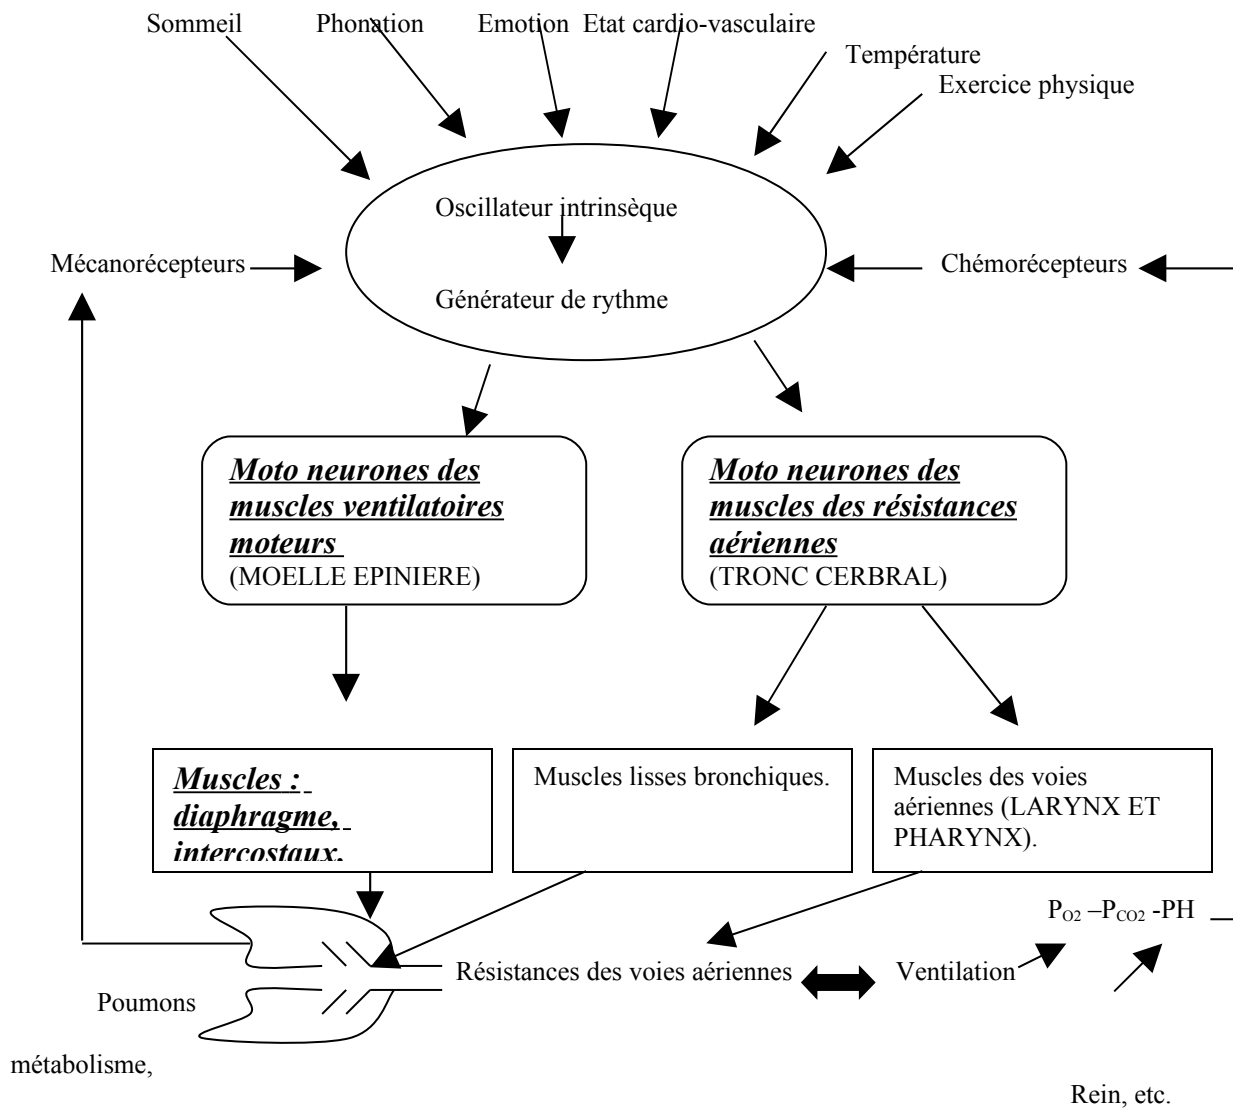 Sommeil Phonation Emotion Etat cardio-vasculaire
Température
Exercice physique
Oscillateur intrinsèque
Mécanorécepteurs
Chémorécepteurs
Générateur de rythme
Moto neurones des
muscles ventilatoires
moteurs
(MOELLE EPINIERE)
Moto neurones des
muscles des résistances
aériennes
(TRONC CERBRAL)
Muscles :
diaphragme,
intercostaux.
Muscles lisses bronchiques.
Muscles des voies
aériennes (LARYNX ET
PHARYNX).
PO2 –PCO2 -PH
Résistances des voies aériennes
Ventilation
Poumons
métabolisme,
Rein, etc.